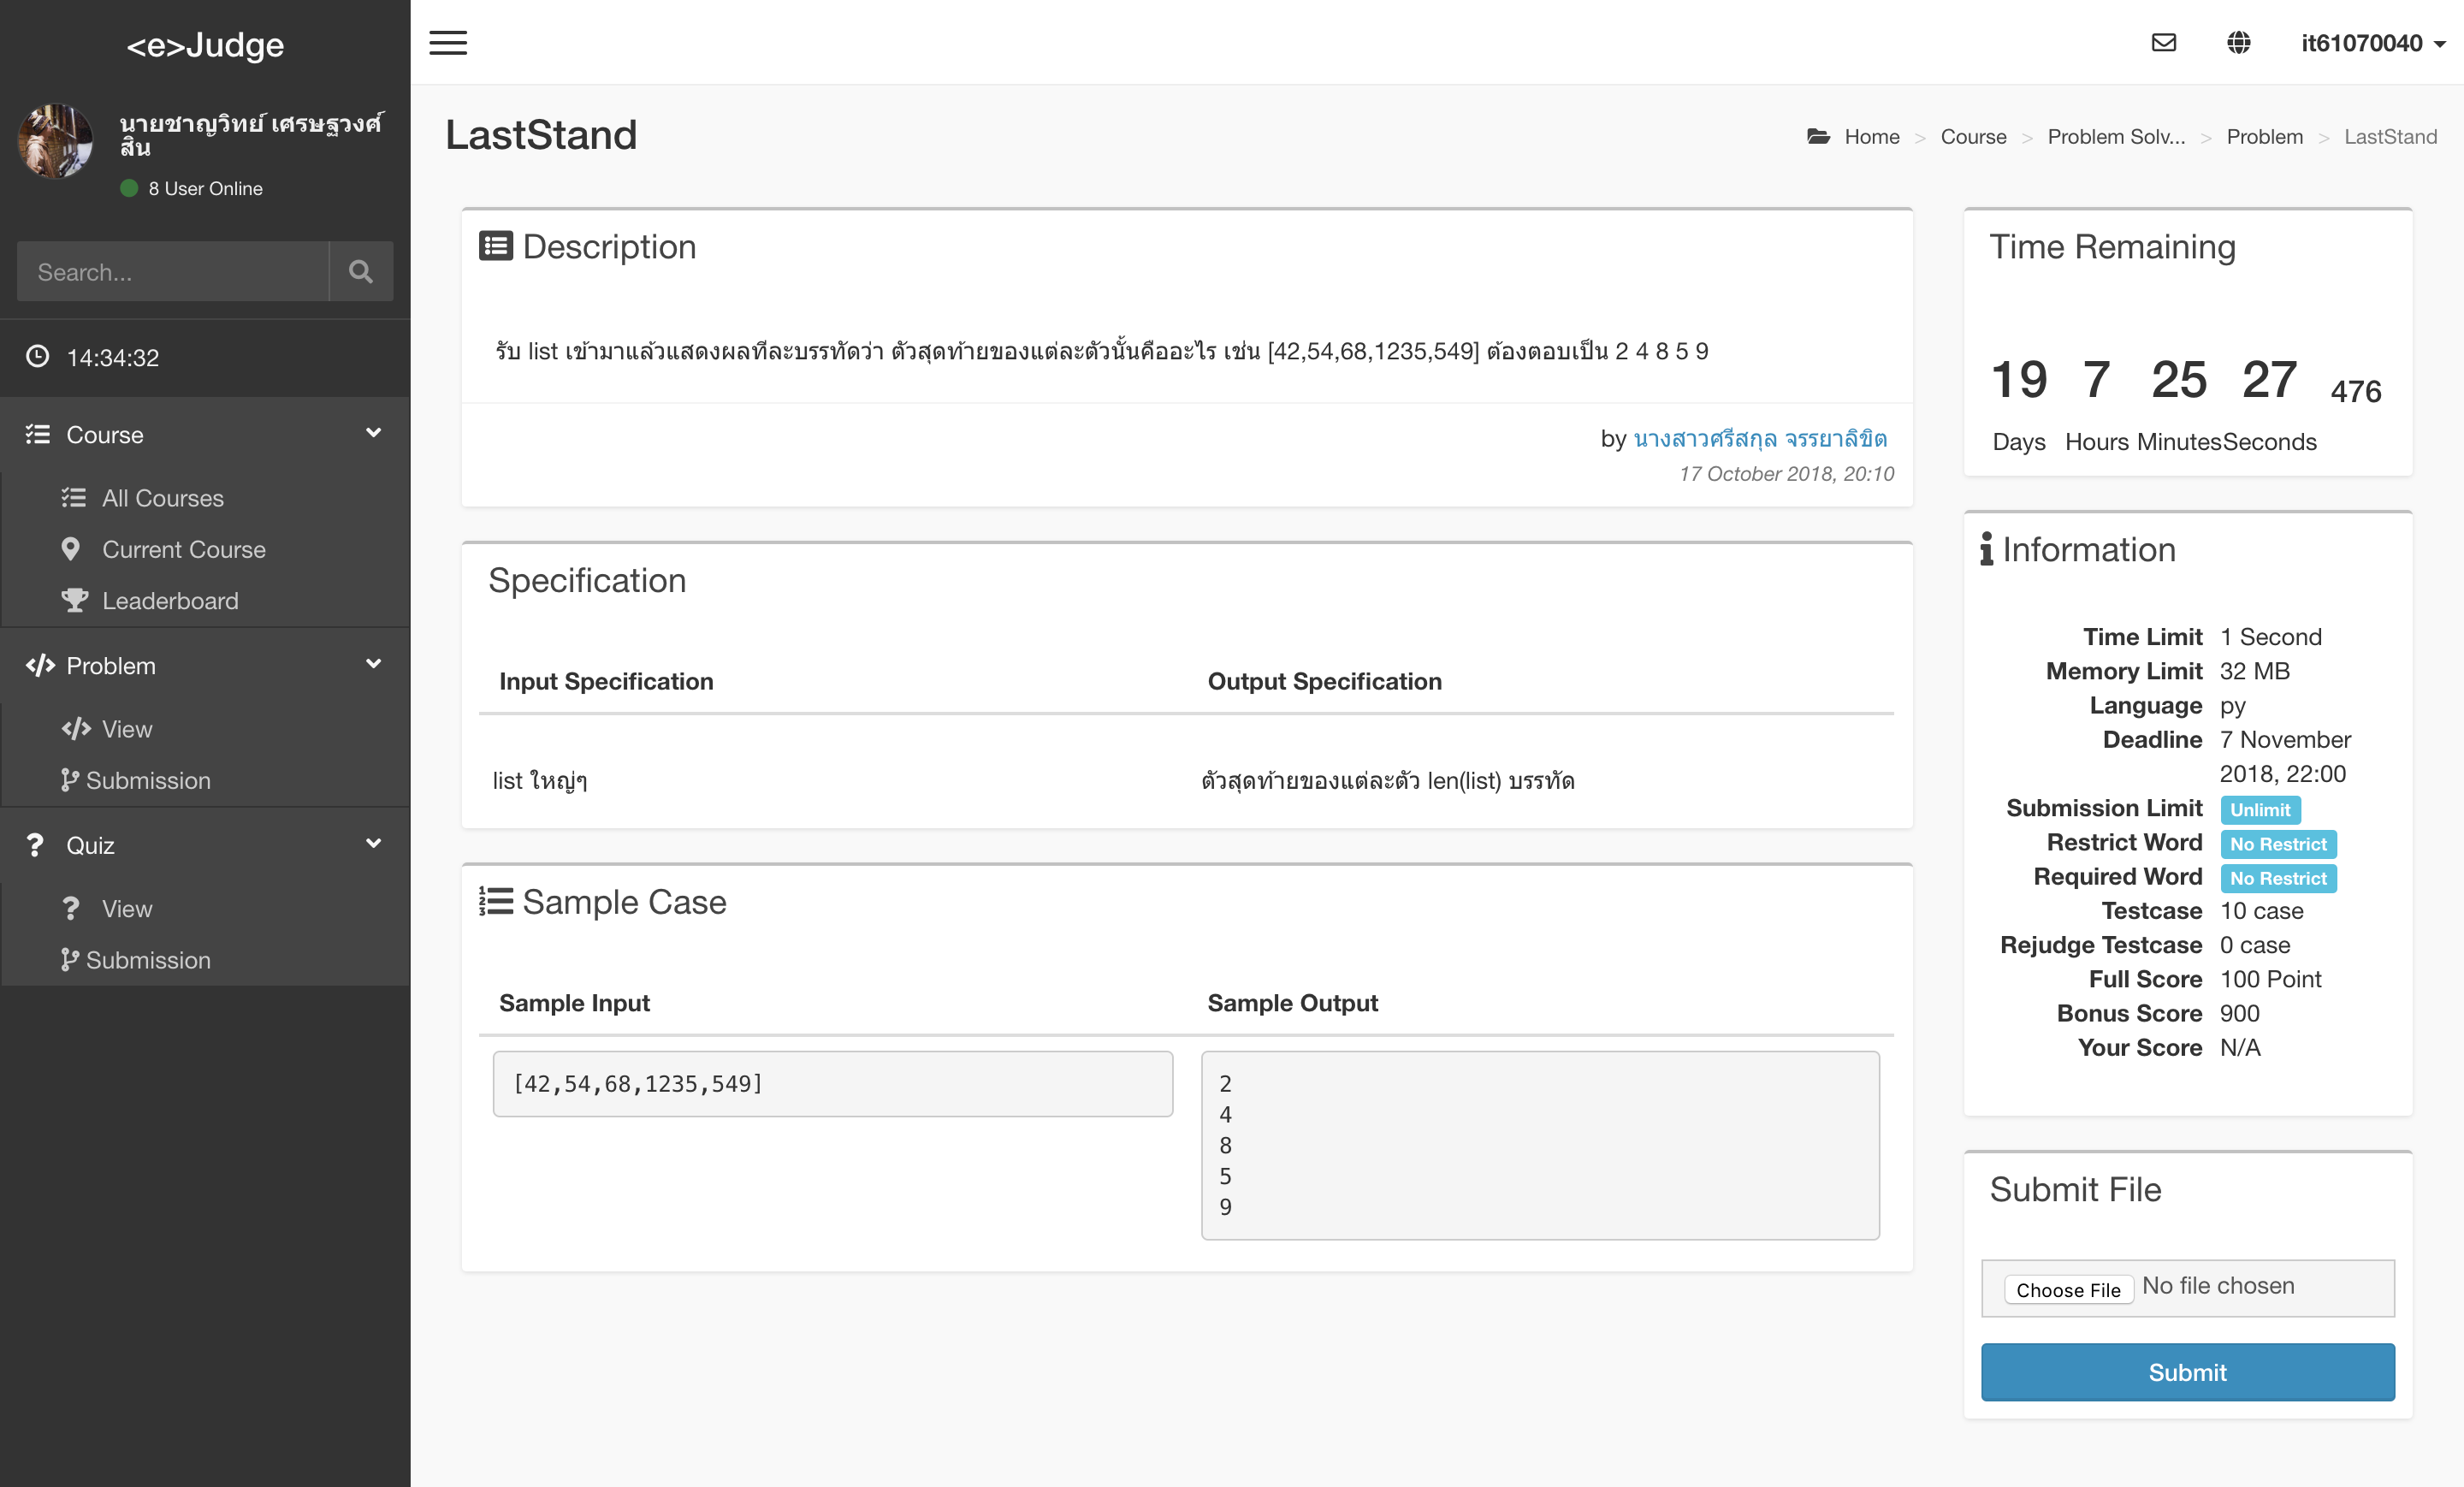 <e>Judge
นายชาญวิทย์ เศรษฐวงศ์
สิน
8 User Online
Search...
14:34:32
Course
All Courses
Current Course
Leaderboard
Problem
View
Submission
Quiz
View
Submission
it61070040
LastStand
Home > Course > Problem Solv... > Problem > LastStand
Description
รับ list เข้ามาแล้วแสดงผลทีละบรรทัดว่า ตัวสุดท้ายของแต่ละตัวนั้นคืออะไร เช่น [42,54,68,1235,549] ต้องตอบเป็น 2 4 8 5 9
by นางสาวศรีสกุล จรรยาลิขิต
17 October 2018, 20:10
Specification
Input Specification Output Specification
list ใหญ่ๆ ตัวสุดท้ายของแต่ละตัว len(list) บรรทัด
Sample Case
Sample Input Sample Output
[42,54,68,1235,549]
2
4
8
5
9
Time Remaining
19 7 25 27 476
Days Hours Minutes Seconds
Information
Time Limit 1 Second
Memory Limit 32 MB
Language py
Deadline 7 November
2018, 22:00
Submission Limit Unlimit
Restrict Word No Restrict
Required Word No Restrict
Testcase 10 case
Rejudge Testcase 0 case
Full Score 100 Point
Bonus Score 900
Your Score N/A
Submit File
Choose File No file chosen
Submit